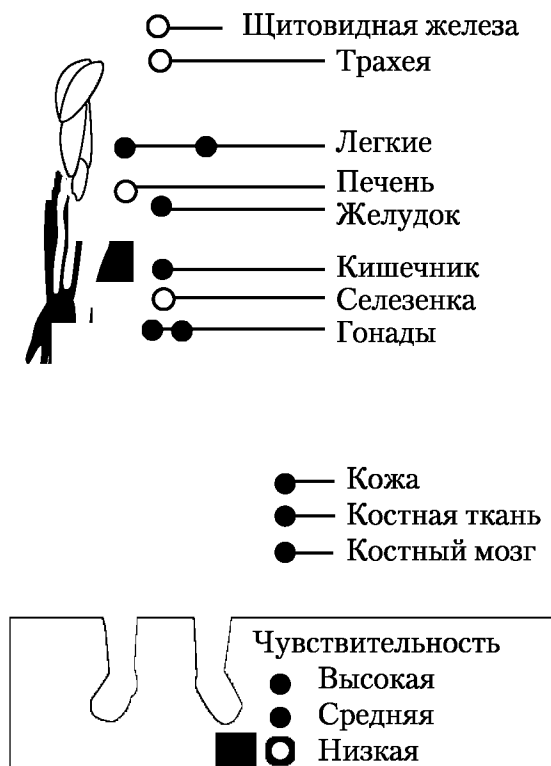 Щитовидная железа
Трахея
Легкие
Печень
Желудок
Кишечник
Селезенка
Гонады
Кожа
Костная ткань
Костный мозг
Чувствительность
Высокая
Средняя
Низкая